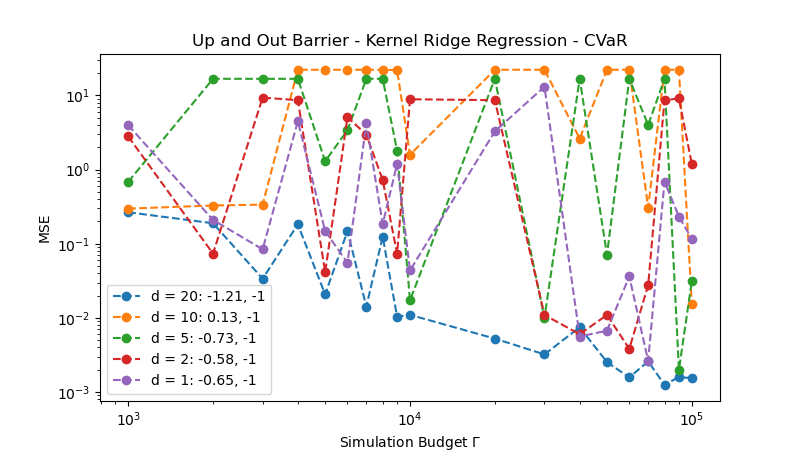 Up and Out Barrier - Kernel Ridge Regression - CVaR
MSE
10¹
10⁰
10⁻¹
10⁻²
10⁻³
d = 20: -1.21, -1
d = 10: 0.13, -1
d = 5: -0.73, -1
d = 2: -0.58, -1
d = 1: -0.65, -1
10³
10⁴
10⁵
Simulation Budget Γ